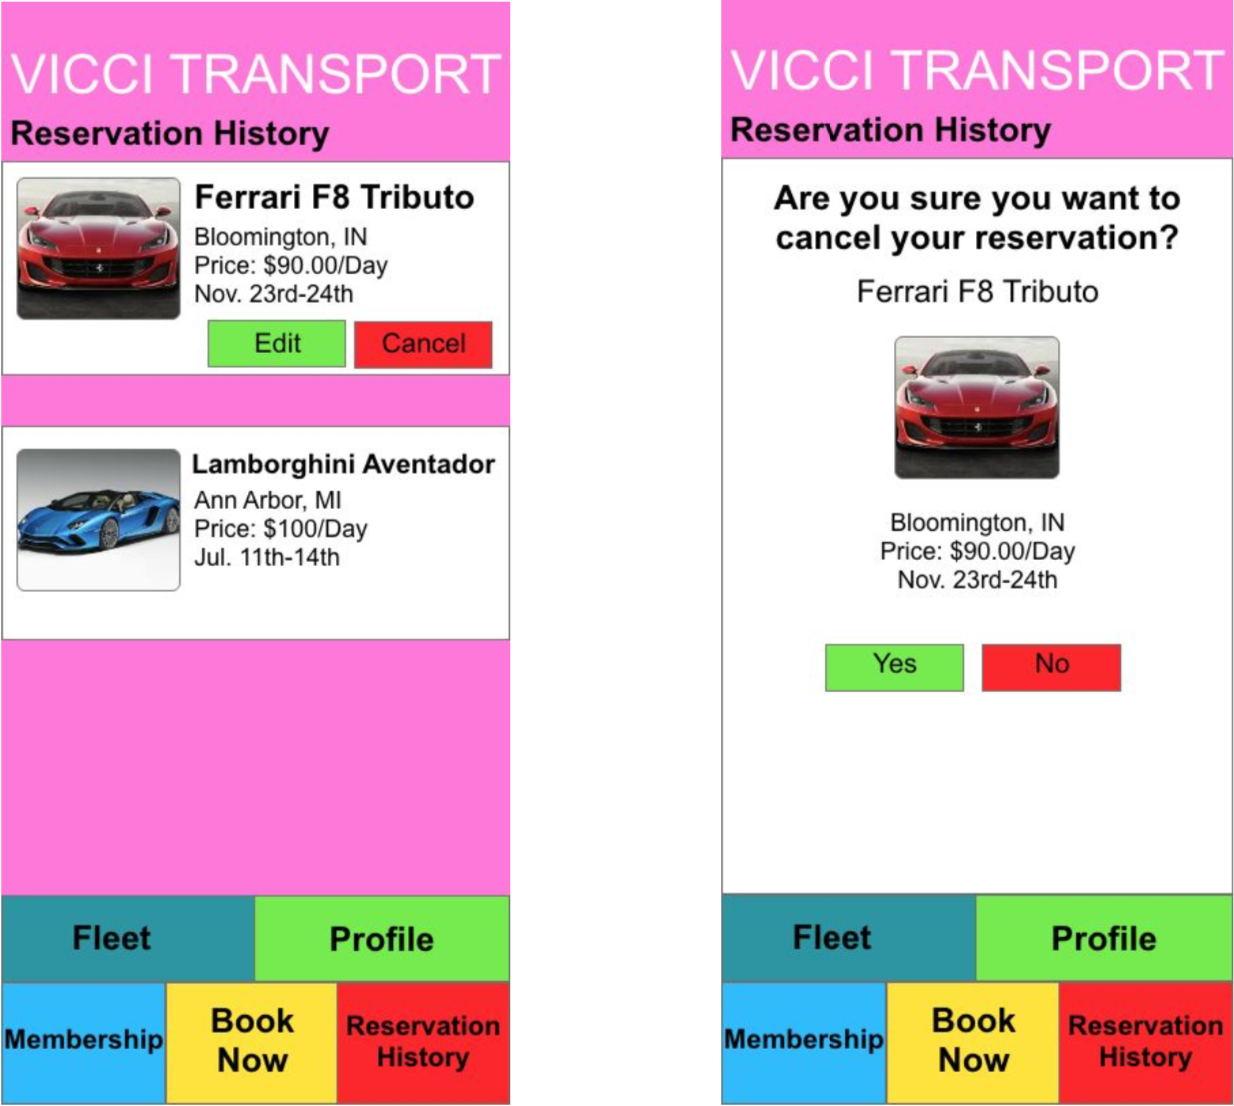 VICCI TRANSPORT
Reservation History
Ferrari F8 Tributo
Bloomington, IN
Price: $90.00/Day
Nov. 23rd-24th
Edit
Cancel
Lamborghini Aventador
Ann Arbor, MI
Price: $100/Day
Jul. 11th-14th
Fleet
Profile
Membership
Book
Now
Reservation
History
VICCI TRANSPORT
Reservation History
Are you sure you want to
cancel your reservation?
Ferrari F8 Tributo
Bloomington, IN
Price: $90.00/Day
Nov. 23rd-24th
Yes
No
Fleet
Profile
Membership
Book
Now
Reservation
History